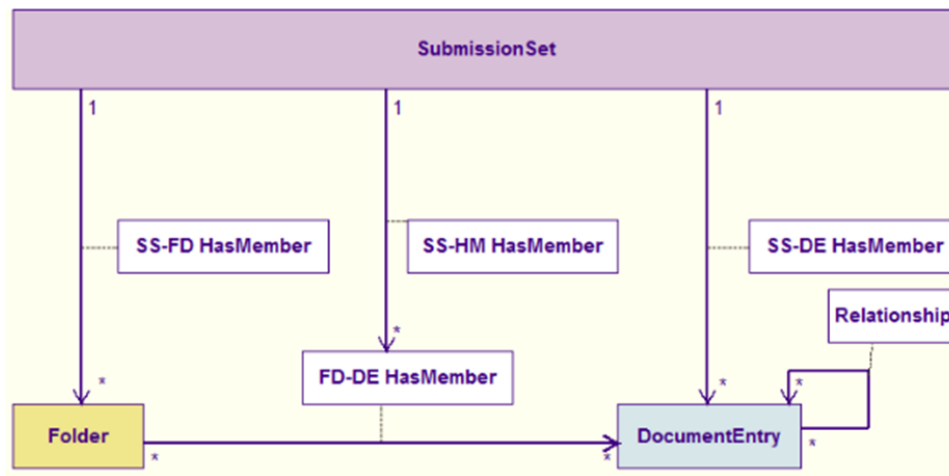 SubmissionSet
1
1
1
SS-FD HasMember
SS-HM HasMember
SS-DE HasMember
Relationship
*
FD-DE HasMember
*
*
*
Folder
DocumentEntry
*
*
*